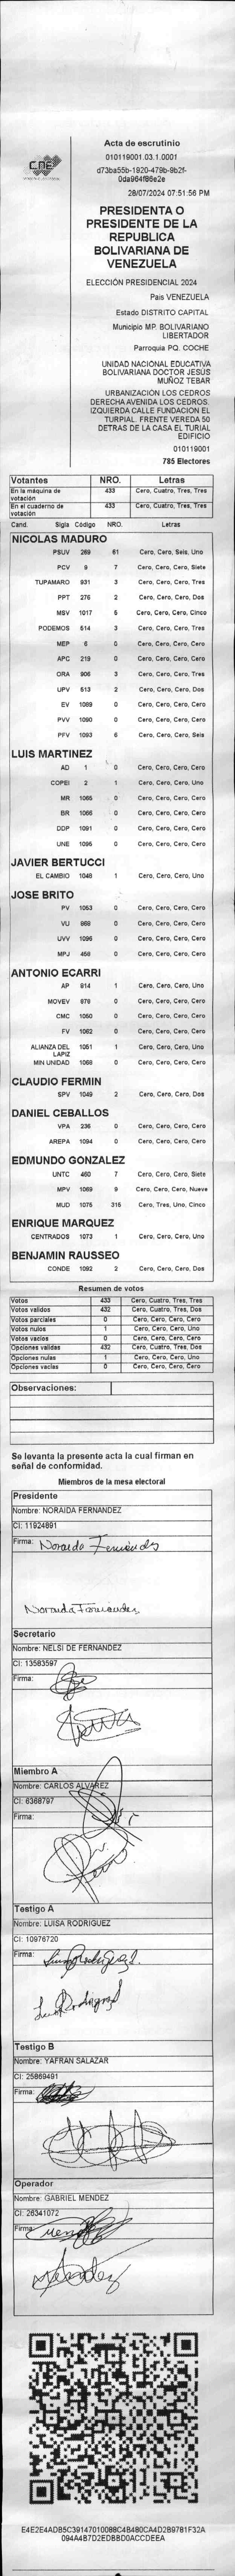 Acta de escrutinio
CNE
010119001.03.1.0001
d73ba55b-1920-479b-9b2f-
0da964f86e2e
28/07/2024 07:51:56 PM
PRESIDENTA O
PRESIDENTE DE LA
REPUBLICA
BOLIVARIANA DE
VENEZUELA
ELECCIÓN PRESIDENCIAL 2024
Pais VENEZUELA
Estado DISTRITO CAPITAL
Municipio MP. BOLIVARIANO
LIBERTADOR
Parroquia PQ. COCHE
UNIDAD NACIONAL EDUCATIVA
BOLIVARIANA DOCTOR JESÚS
MUÑOZ TEBAR
URBANIZACIÓN LOS CEDROS
DERECHA AVENIDA LOS CEDROS.
IZQUIERDA CALLE FUNDACION EL
TURPIAL. FRENTE VEREDA 50
DETRAS DE LA CASA EL TURIAL
EDIFICIO
010119001
785 Electores
Votantes NRO. Letras
En la máquina de votación 433 Cero, Cuatro, Tres, Tres
En el cuaderno de votación 433 Cero, Cuatro, Tres, Tres
Cand. Sigla Código NRO. Letras
NICOLAS MADURO
PSUV 269 61 Cero, Cero, Seis, Uno
PCV 9 7 Cero, Cero, Cero, Siete
TUPAMARO 931 3 Cero, Cero, Cero, Tres
PPT 276 2 Cero, Cero, Cero, Dos
MSV 1017 5 Cero, Cero, Cero, Cinco
PODEMOS 514 3 Cero, Cero, Cero, Tres
MEP 6 0 Cero, Cero, Cero, Cero
APC 219 0 Cero, Cero, Cero, Cero
ORA 906 3 Cero, Cero, Cero, Tres
UPV 513 2 Cero, Cero, Cero, Dos
EV 1089 0 Cero, Cero, Cero, Cero
PVV 1090 0 Cero, Cero, Cero, Cero
PFV 1093 6 Cero, Cero, Cero, Seis
LUIS MARTINEZ
AD 1 0 Cero, Cero, Cero, Cero
COPEI 2 1 Cero, Cero, Cero, Uno
MR 1065 0 Cero, Cero, Cero, Cero
BR 1066 0 Cero, Cero, Cero, Cero
DDP 1091 0 Cero, Cero, Cero, Cero
UNE 1095 0 Cero, Cero, Cero, Cero
JAVIER BERTUCCI
EL CAMBIO 1048 1 Cero, Cero, Cero, Uno
JOSE BRITO
PV 1053 0 Cero, Cero, Cero, Cero
VU 868 0 Cero, Cero, Cero, Cero
UVV 1096 0 Cero, Cero, Cero, Cero
MPJ 458 0 Cero, Cero, Cero, Cero
ANTONIO ECARRI
AP 814 1 Cero, Cero, Cero, Uno
MOVEV 878 0 Cero, Cero, Cero, Cero
CMC 1050 0 Cero, Cero, Cero, Cero
FV 1062 0 Cero, Cero, Cero, Cero
ALIANZA DEL LAPIZ 1051 1 Cero, Cero, Cero, Uno
MIN UNIDAD 1068 0 Cero, Cero, Cero, Cero
CLAUDIO FERMIN
SPV 1049 2 Cero, Cero, Cero, Dos
DANIEL CEBALLOS
VPA 236 0 Cero, Cero, Cero, Cero
AREPA 1094 0 Cero, Cero, Cero, Cero
EDMUNDO GONZALEZ
UNTC 460 7 Cero, Cero, Cero, Siete
MPV 1069 9 Cero, Cero, Cero, Nueve
MUD 1075 315 Cero, Tres, Uno, Cinco
ENRIQUE MARQUEZ
CENTRADOS 1073 1 Cero, Cero, Cero, Uno
BENJAMIN RAUSSEO
CONDE 1092 2 Cero, Cero, Cero, Dos
Resumen de votos
Votos 433 Cero, Cuatro, Tres, Tres
Votos validos 432 Cero, Cuatro, Tres, Dos
Votos parciales 0 Cero, Cero, Cero, Cero
Votos nulos 1 Cero, Cero, Cero, Uno
Votos vacios 0 Cero, Cero, Cero, Cero
Opciones validas 432 Cero, Cuatro, Tres, Dos
Opciones nulas 1 Cero, Cero, Cero, Uno
Opciones vacias 0 Cero, Cero, Cero, Cero
Observaciones:
Se levanta la presente acta la cual firman en
señal de conformidad.
Miembros de la mesa electoral
Presidente
Nombre: NORAIDA FERNANDEZ
CI: 11924891
Firma: Noraida Fernández
Noraida Fernández
Secretario
Nombre: NELSI DE FERNANDEZ
CI: 13583597
Firma:
Miembro A
Nombre: CARLOS ALVAREZ
CI: 6368797
Firma:
Testigo A
Nombre: LUISA RODRIGUEZ
CI: 10976720
Firma: Luisa Rodríguez
Luisa Rodríguez
Testigo B
Nombre: YAFRAN SALAZAR
CI: 25869491
Firma:
Operador
Nombre: GABRIEL MENDEZ
CI: 26341072
Firma: Mendez
Mendez
E4E2E4ADB5C39147010088C4B480CA4D2B9781F32A
094A4B7D2EDBBD0ACCDEEA